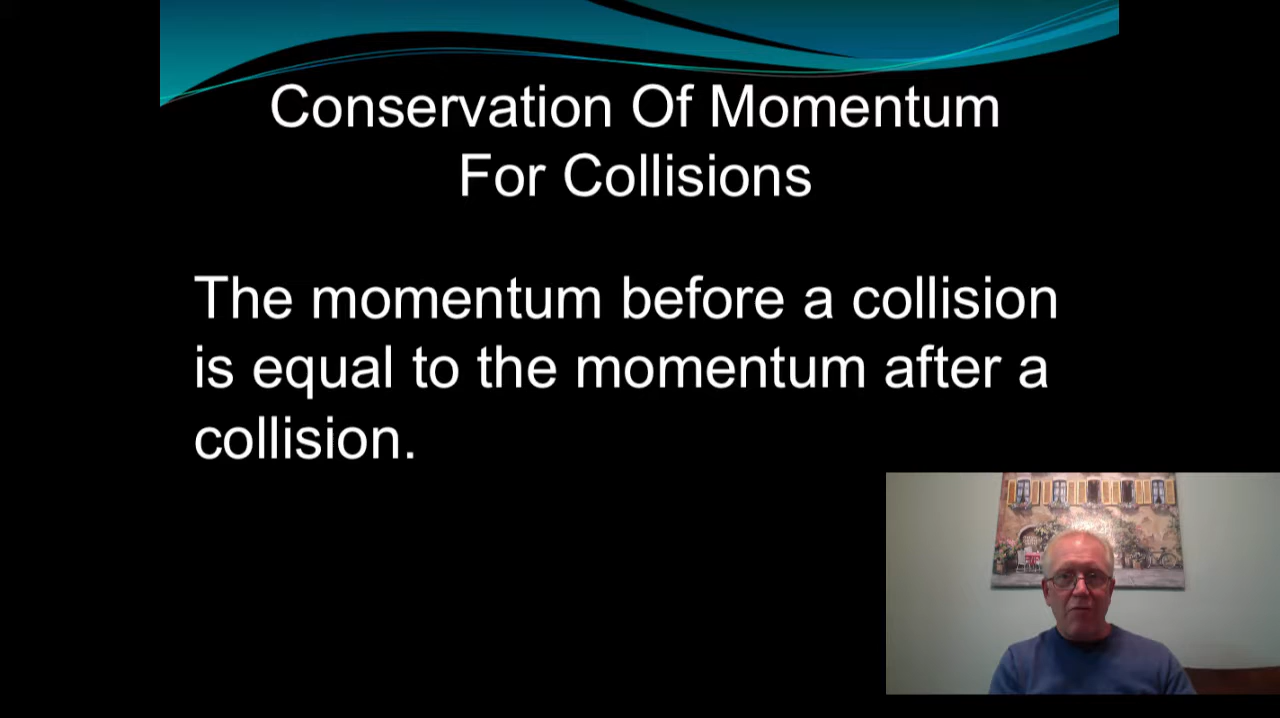 Conservation Of Momentum
For Collisions
The momentum before a collision
is equal to the momentum after a
collision.